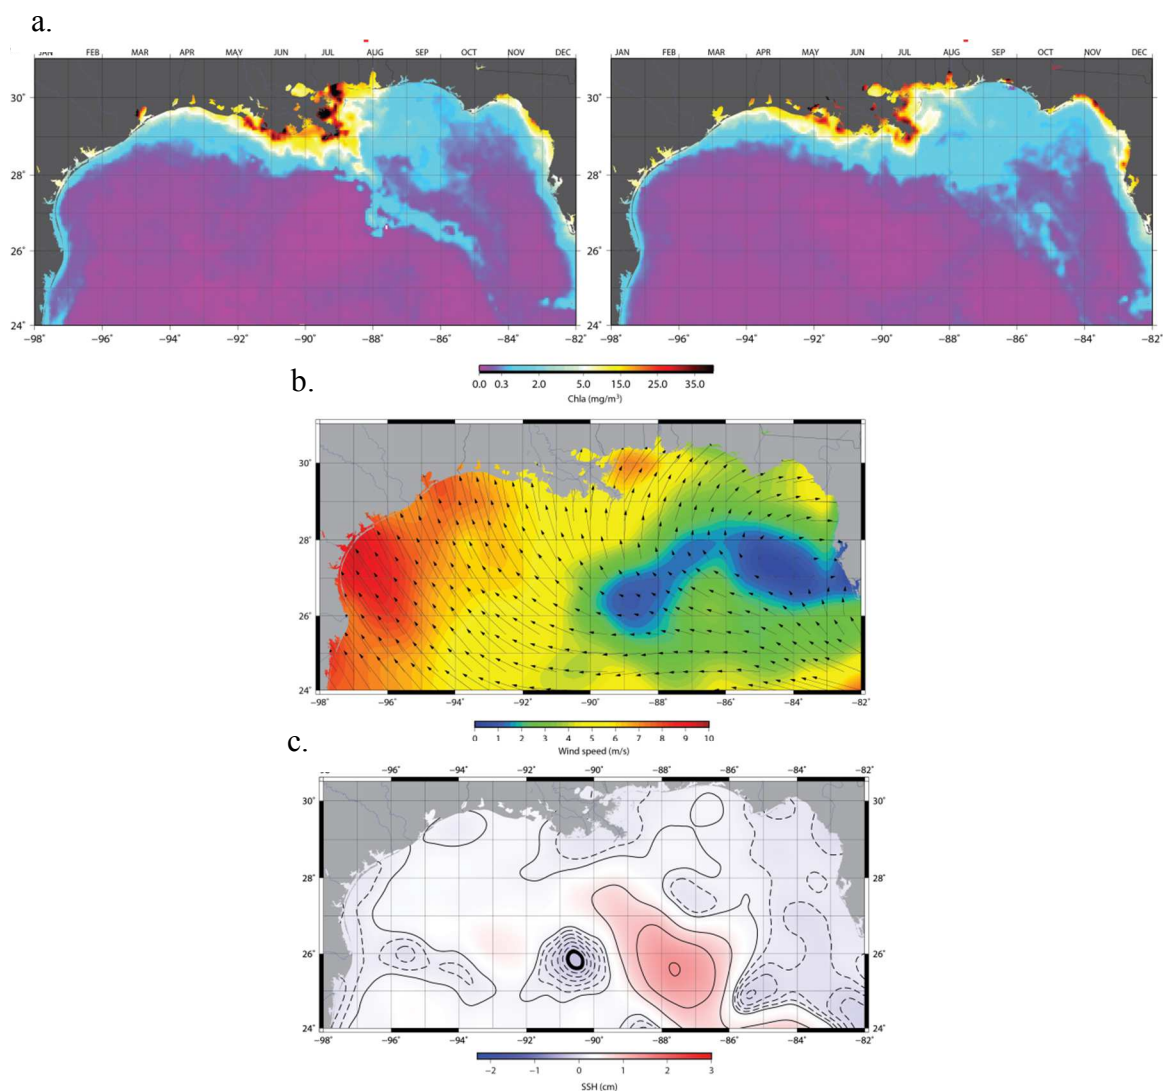 a.
JAN FEB MAR APR MAY JUN JUL AUG SEP OCT NOV DEC JAN FEB MAR APR MAY JUN JUL AUG SEP OCT NOV DEC
30°
28°
26°
24°
−98° −96° −94° −92° −90° −88° −86° −84° −82°
30°
28°
26°
24°
−98° −96° −94° −92° −90° −88° −86° −84° −82°
0.0 0.3 2.0 5.0 15.0 25.0 35.0
Chla (mg/m³)
b.
30°
28°
26°
24°
30°
28°
26°
24°
−98° −96° −94° −92° −90° −88° −86° −84° −82°
0 1 2 3 4 5 6 7 8 9 10
Wind speed (m/s)
c.
−96° −94° −92° −90° −88° −86° −84° −82°
30°
28°
26°
24°
30°
28°
26°
24°
−98° −96° −94° −92° −90° −88° −86° −84° −82°
−2 −1 0 1 2 3
SSH (cm)